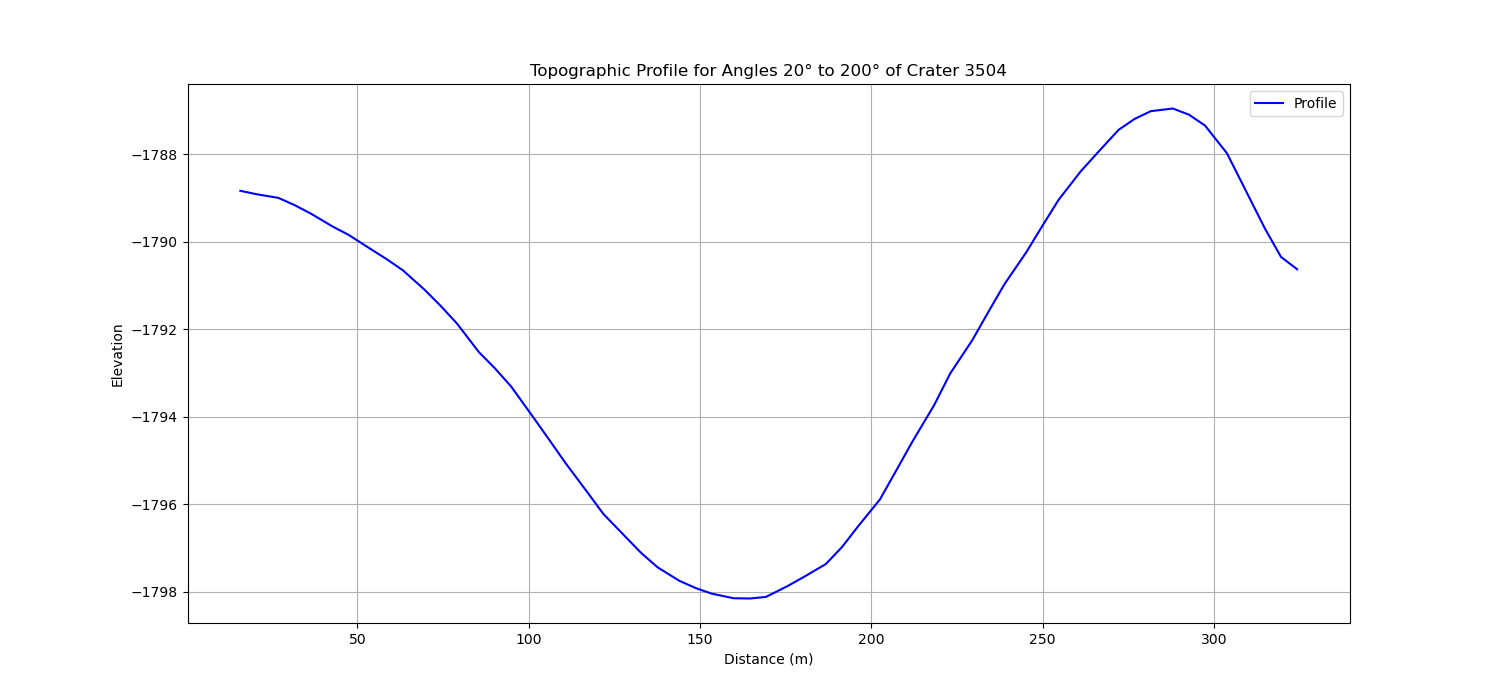 Topographic Profile for Angles 20° to 200° of Crater 3504
Profile
−1788
−1790
−1792
−1794
−1796
−1798
Elevation
50 100 150 200 250 300
Distance (m)